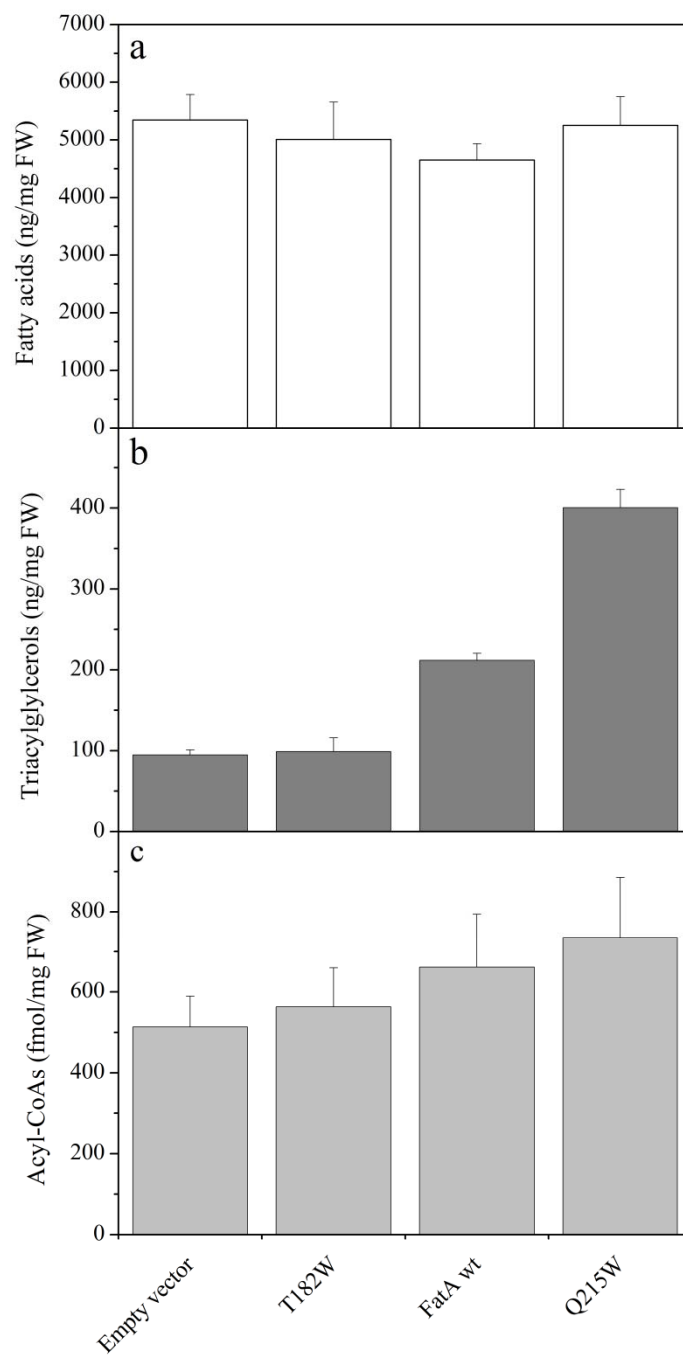 a
7000
6000
5000
4000
3000
2000
1000
0
Fatty acids (ng/mg FW)
b
400
300
200
100
0
Triacylglylcerols (ng/mg FW)
c
800
600
400
200
0
Acyl-CoAs (fmol/mg FW)
Empty vector
T182W
FatA wt
Q215W